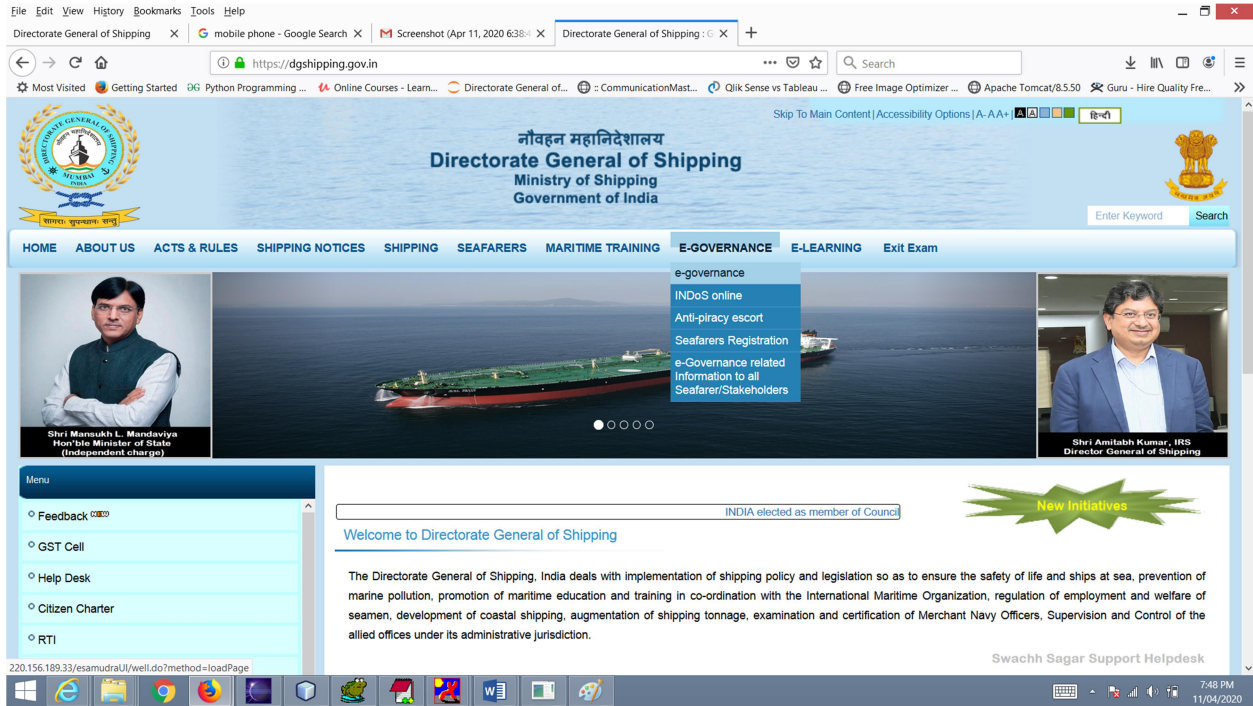 File Edit View History Bookmarks Tools Help
Directorate General of Shipping
mobile phone - Google Search
Screenshot (Apr 11, 2020 6:38:4
Directorate General of Shipping : G
https://dgshipping.gov.in
Search
Most Visited Getting Started Python Programming ... Online Courses - Learn... Directorate General of... :: CommunicationMast... Qlik Sense vs Tableau ... Free Image Optimizer ... Apache Tomcat/8.5.50 Guru - Hire Quality Fre...
Skip To Main Content | Accessibility Options | A- A A+ | A A हिन्दी
DIRECTORATE GENERAL OF SHIPPING
MUMBAI
INDIA
सागराः सुपन्थानः सन्तु
नौवहन महानिदेशालय
Directorate General of Shipping
Ministry of Shipping
Government of India
Enter Keyword Search
HOME ABOUT US ACTS & RULES SHIPPING NOTICES SHIPPING SEAFARERS MARITIME TRAINING E-GOVERNANCE E-LEARNING Exit Exam
e-governance
INDoS online
Anti-piracy escort
Seafarers Registration
e-Governance related
Information to all
Seafarer/Stakeholders
Shri Mansukh L. Mandaviya
Hon'ble Minister of State
(Independent charge)
Shri Amitabh Kumar, IRS
Director General of Shipping
Menu
Feedback
GST Cell
Help Desk
Citizen Charter
RTI
INDIA elected as member of Council
New Initiatives
Welcome to Directorate General of Shipping
The Directorate General of Shipping, India deals with implementation of shipping policy and legislation so as to ensure the safety of life and ships at sea, prevention of
marine pollution, promotion of maritime education and training in co-ordination with the International Maritime Organization, regulation of employment and welfare of
seamen, development of coastal shipping, augmentation of shipping tonnage, examination and certification of Merchant Navy Officers, Supervision and Control of the
allied offices under its administrative jurisdiction.
Swachh Sagar Support Helpdesk
220.156.189.33/esamudraUI/well.do?method=loadPage
7:48 PM
11/04/2020